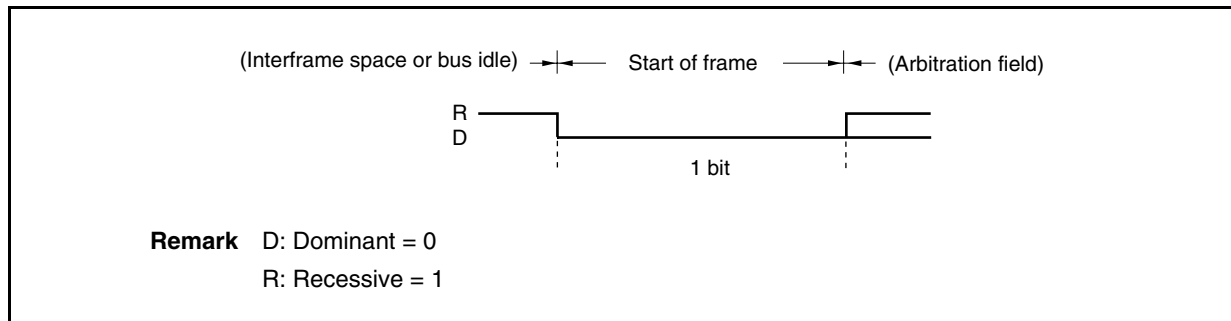 (Interframe space or bus idle) Start of frame (Arbitration field)
R
D
1 bit
Remark D: Dominant = 0
R: Recessive = 1